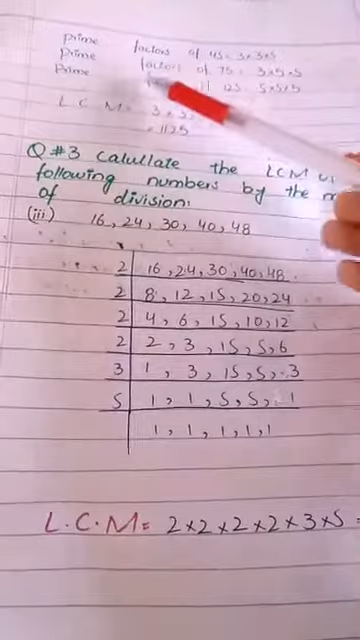 prime factors of 45 = 3×3×5
prime factors of 75 = 3×5×5
prime 125 5×5×5
L C M = 3 × 5
= 1125
Q #3 Calullate the LCM
following numbers by the
of division:
(iii) 16, 24, 30, 40, 48
2 16, 24, 30, 40, 48
2 8, 12, 15, 20, 24
2 4, 6, 15, 10, 12
2 2, 3, 15, 5, 6
3 1, 3, 15, 5, 3
5 1, 1, 5, 5, 1
1, 1, 1, 1, 1
L.C.M = 2×2×2×2×3×5 =